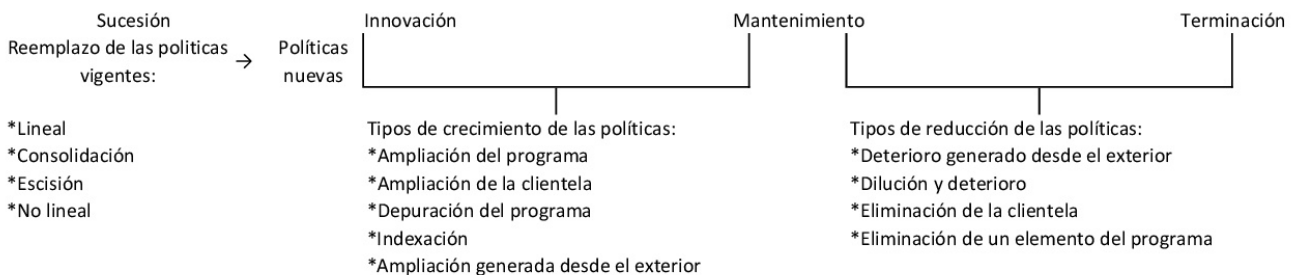 Sucesión
Reemplazo de las politicas
vigentes:
→
Políticas
nuevas
Innovación
Mantenimiento
Terminación
*Lineal
*Consolidación
*Escisión
*No lineal
Tipos de crecimiento de las políticas:
*Ampliación del programa
*Ampliación de la clientela
*Depuración del programa
*Indexación
*Ampliación generada desde el exterior
Tipos de reducción de las políticas:
*Deterioro generado desde el exterior
*Dilución y deterioro
*Eliminación de la clientela
*Eliminación de un elemento del programa